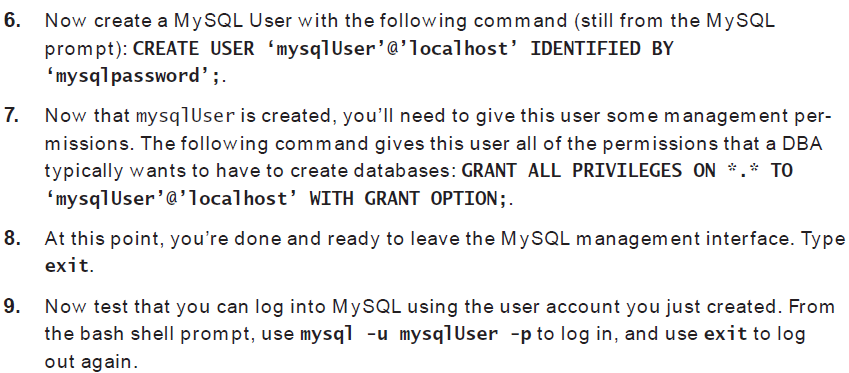 6. Now create a MySQL User with the following command (still from the MySQL
prompt): CREATE USER ‘mysqlUser’@’localhost’ IDENTIFIED BY
‘mysqlpassword’;.
7. Now that mysqlUser is created, you’ll need to give this user some management per-
missions. The following command gives this user all of the permissions that a DBA
typically wants to have to create databases: GRANT ALL PRIVILEGES ON *.* TO
‘mysqlUser’@’localhost’ WITH GRANT OPTION;.
8. At this point, you’re done and ready to leave the MySQL management interface. Type
exit.
9. Now test that you can log into MySQL using the user account you just created. From
the bash shell prompt, use mysql -u mysqlUser -p to log in, and use exit to log
out again.